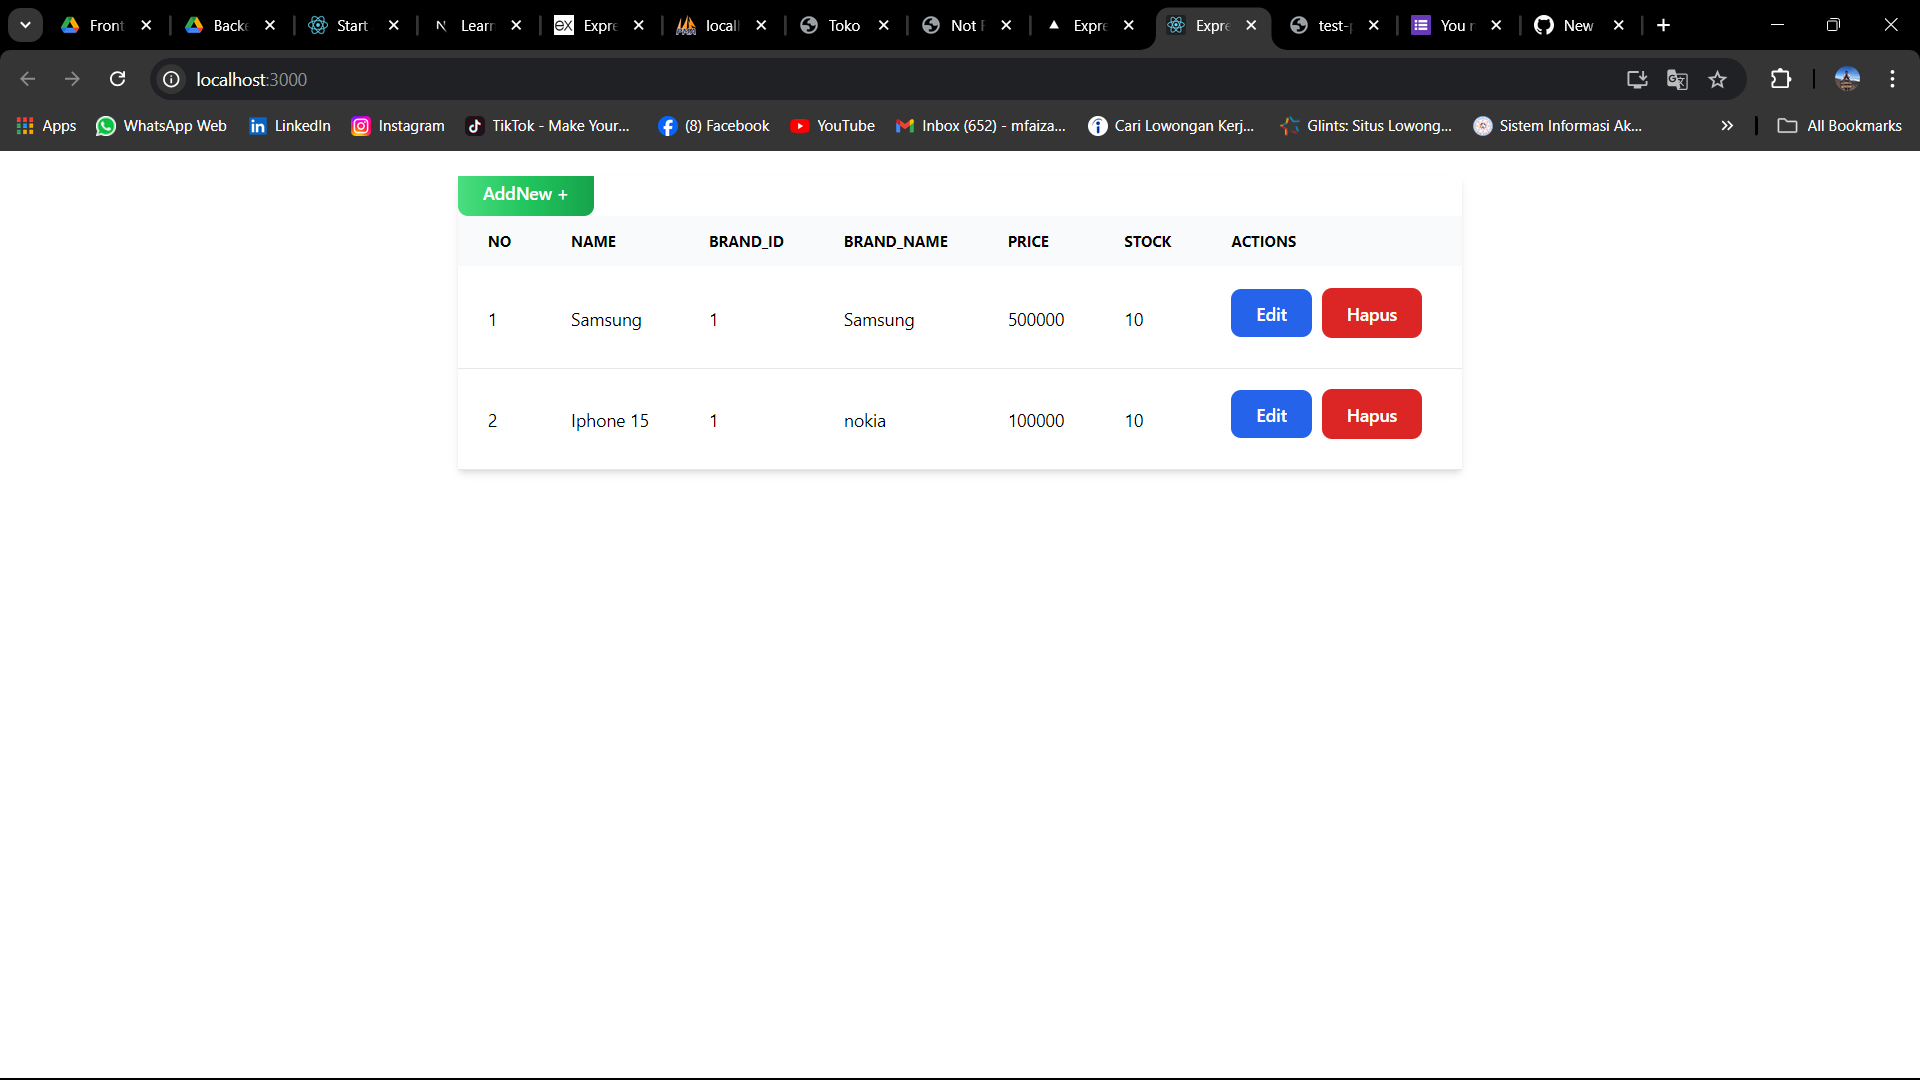 Front Backe Start Learn Expre locall Toko Not F Expre Expre test-p You r New
localhost:3000
Apps WhatsApp Web LinkedIn Instagram TikTok - Make Your... (8) Facebook YouTube Inbox (652) - mfaiza... Cari Lowongan Kerj... Glints: Situs Lowong... Sistem Informasi Ak... » All Bookmarks
AddNew +
NO NAME BRAND_ID BRAND_NAME PRICE STOCK ACTIONS
1 Samsung 1 Samsung 500000 10 Edit Hapus
2 Iphone 15 1 nokia 100000 10 Edit Hapus